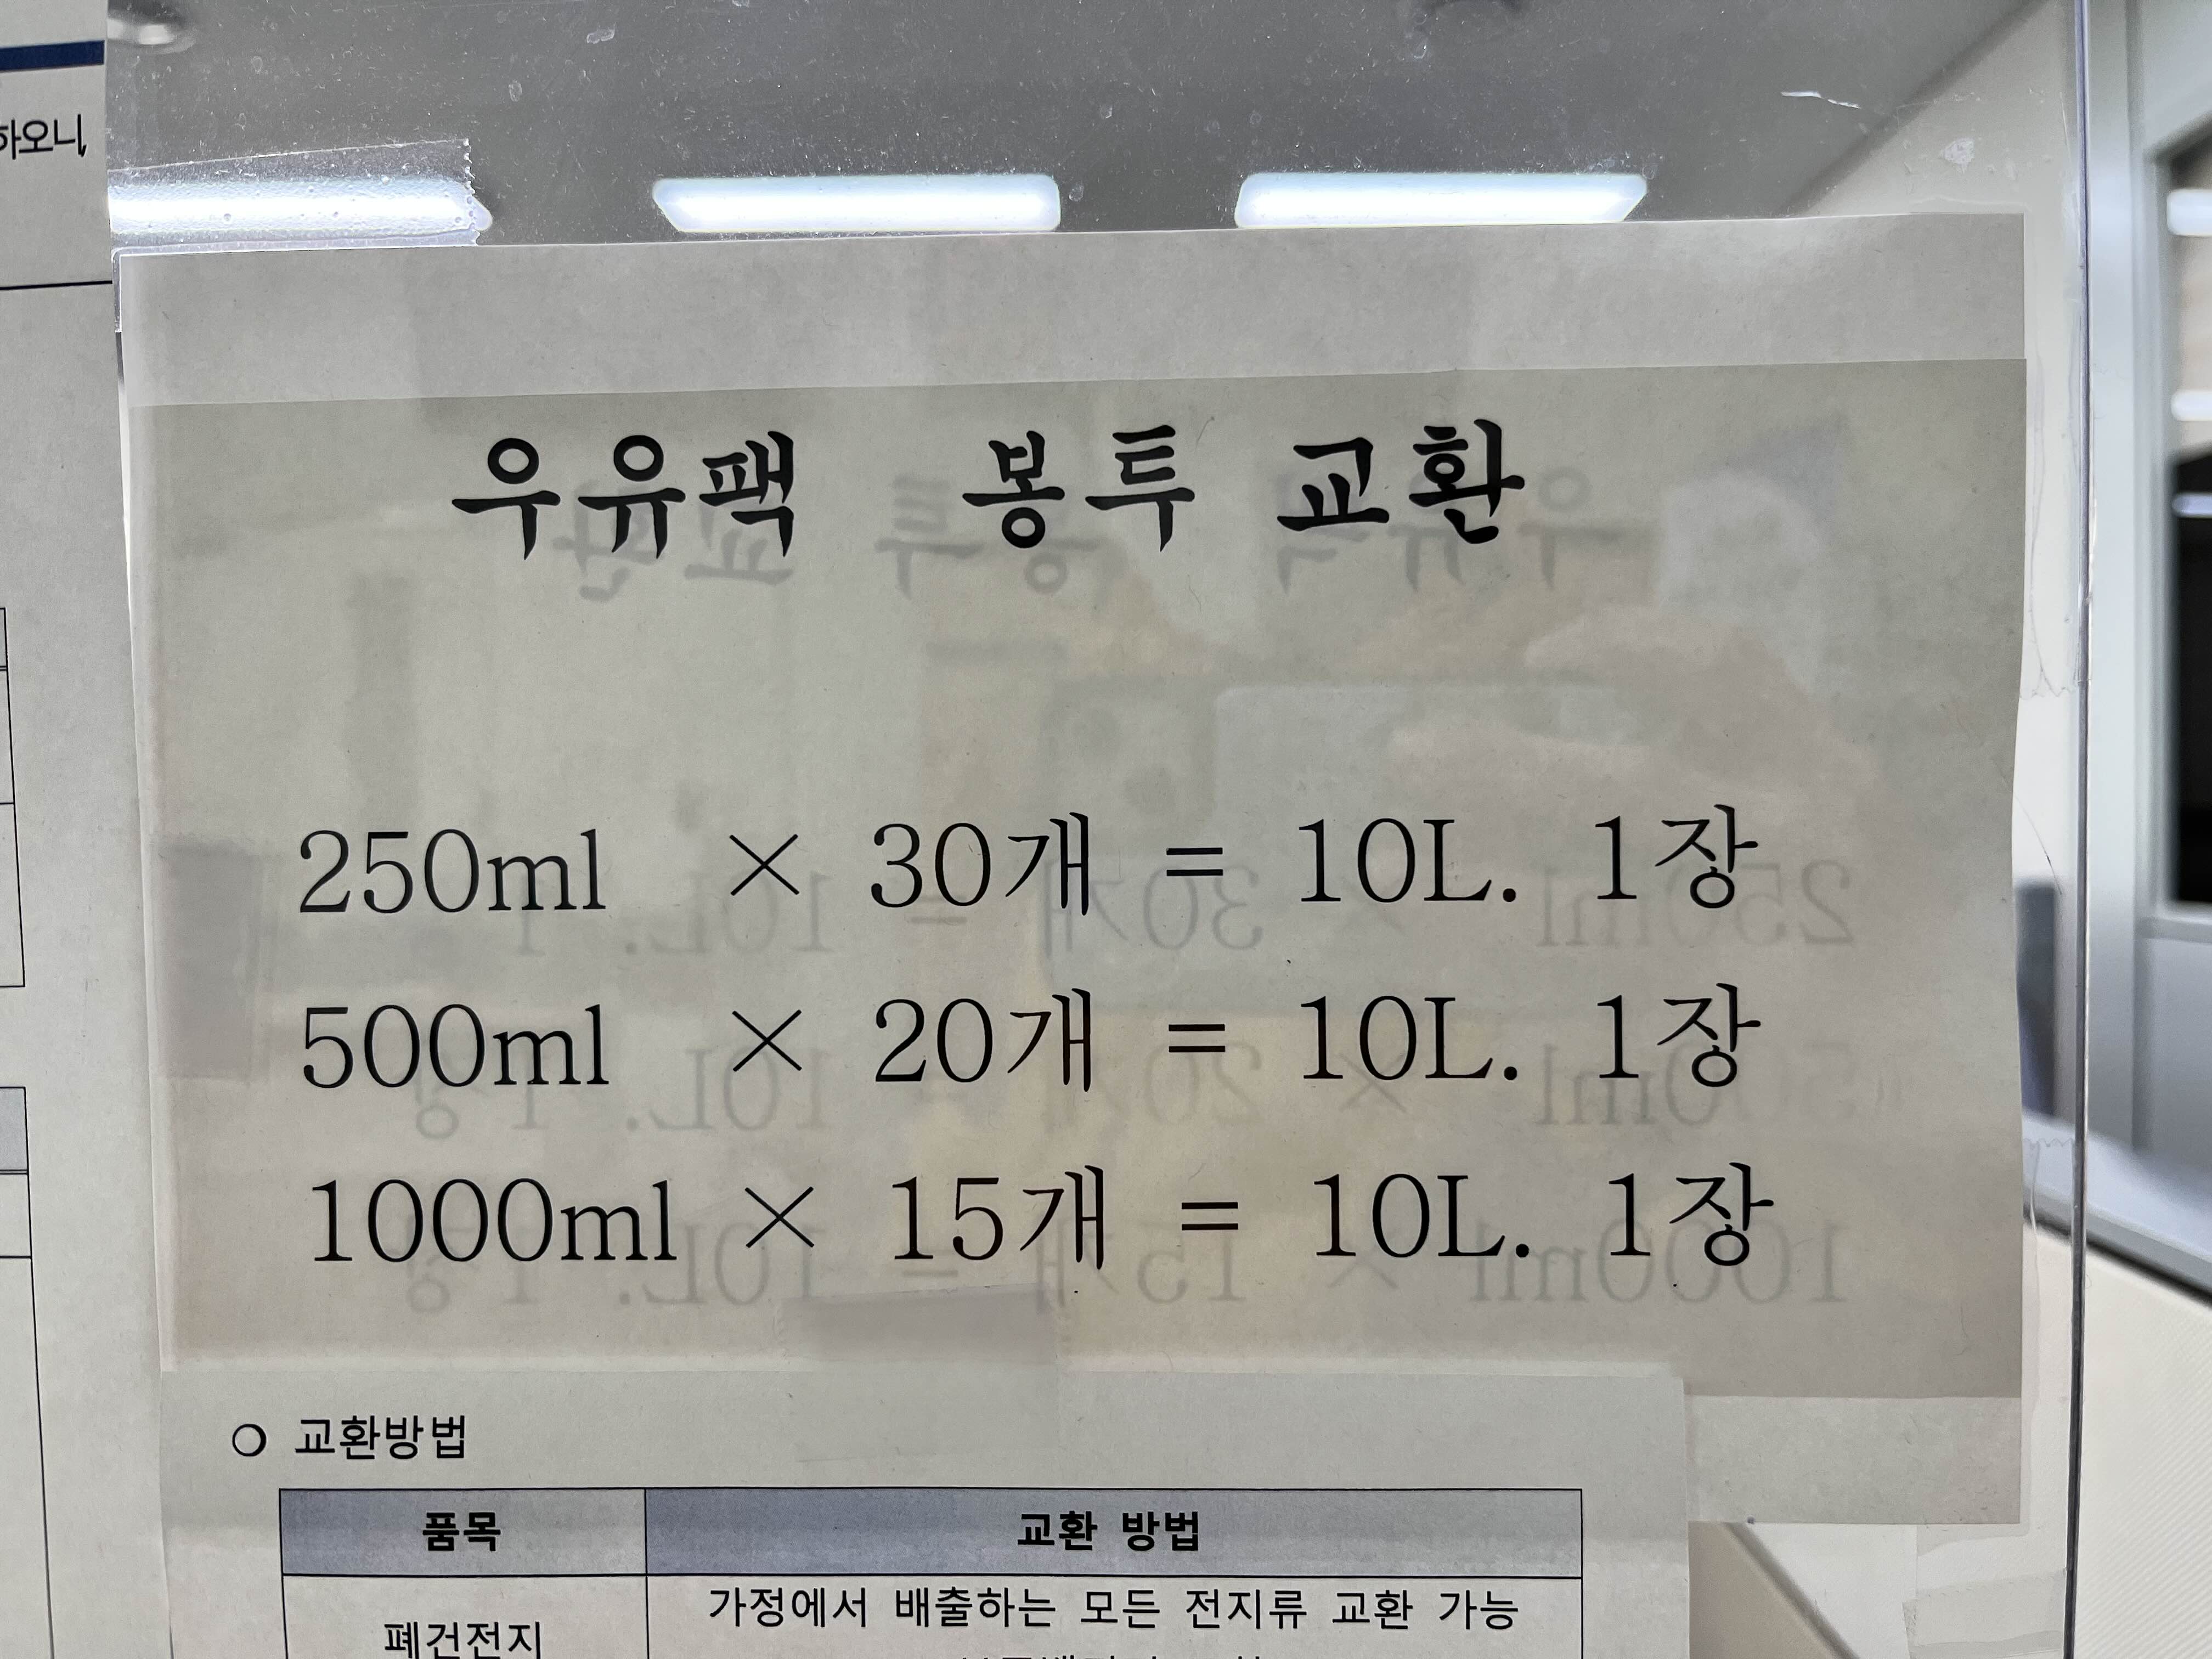 하오니,
우유팩 봉투 교환
250ml × 30개 = 10L. 1장
500ml × 20개 = 10L. 1장
1000ml × 15개 = 10L. 1장
○ 교환방법
품목 교환 방법
폐건전지 가정에서 배출하는 모든 전지류 교환 가능